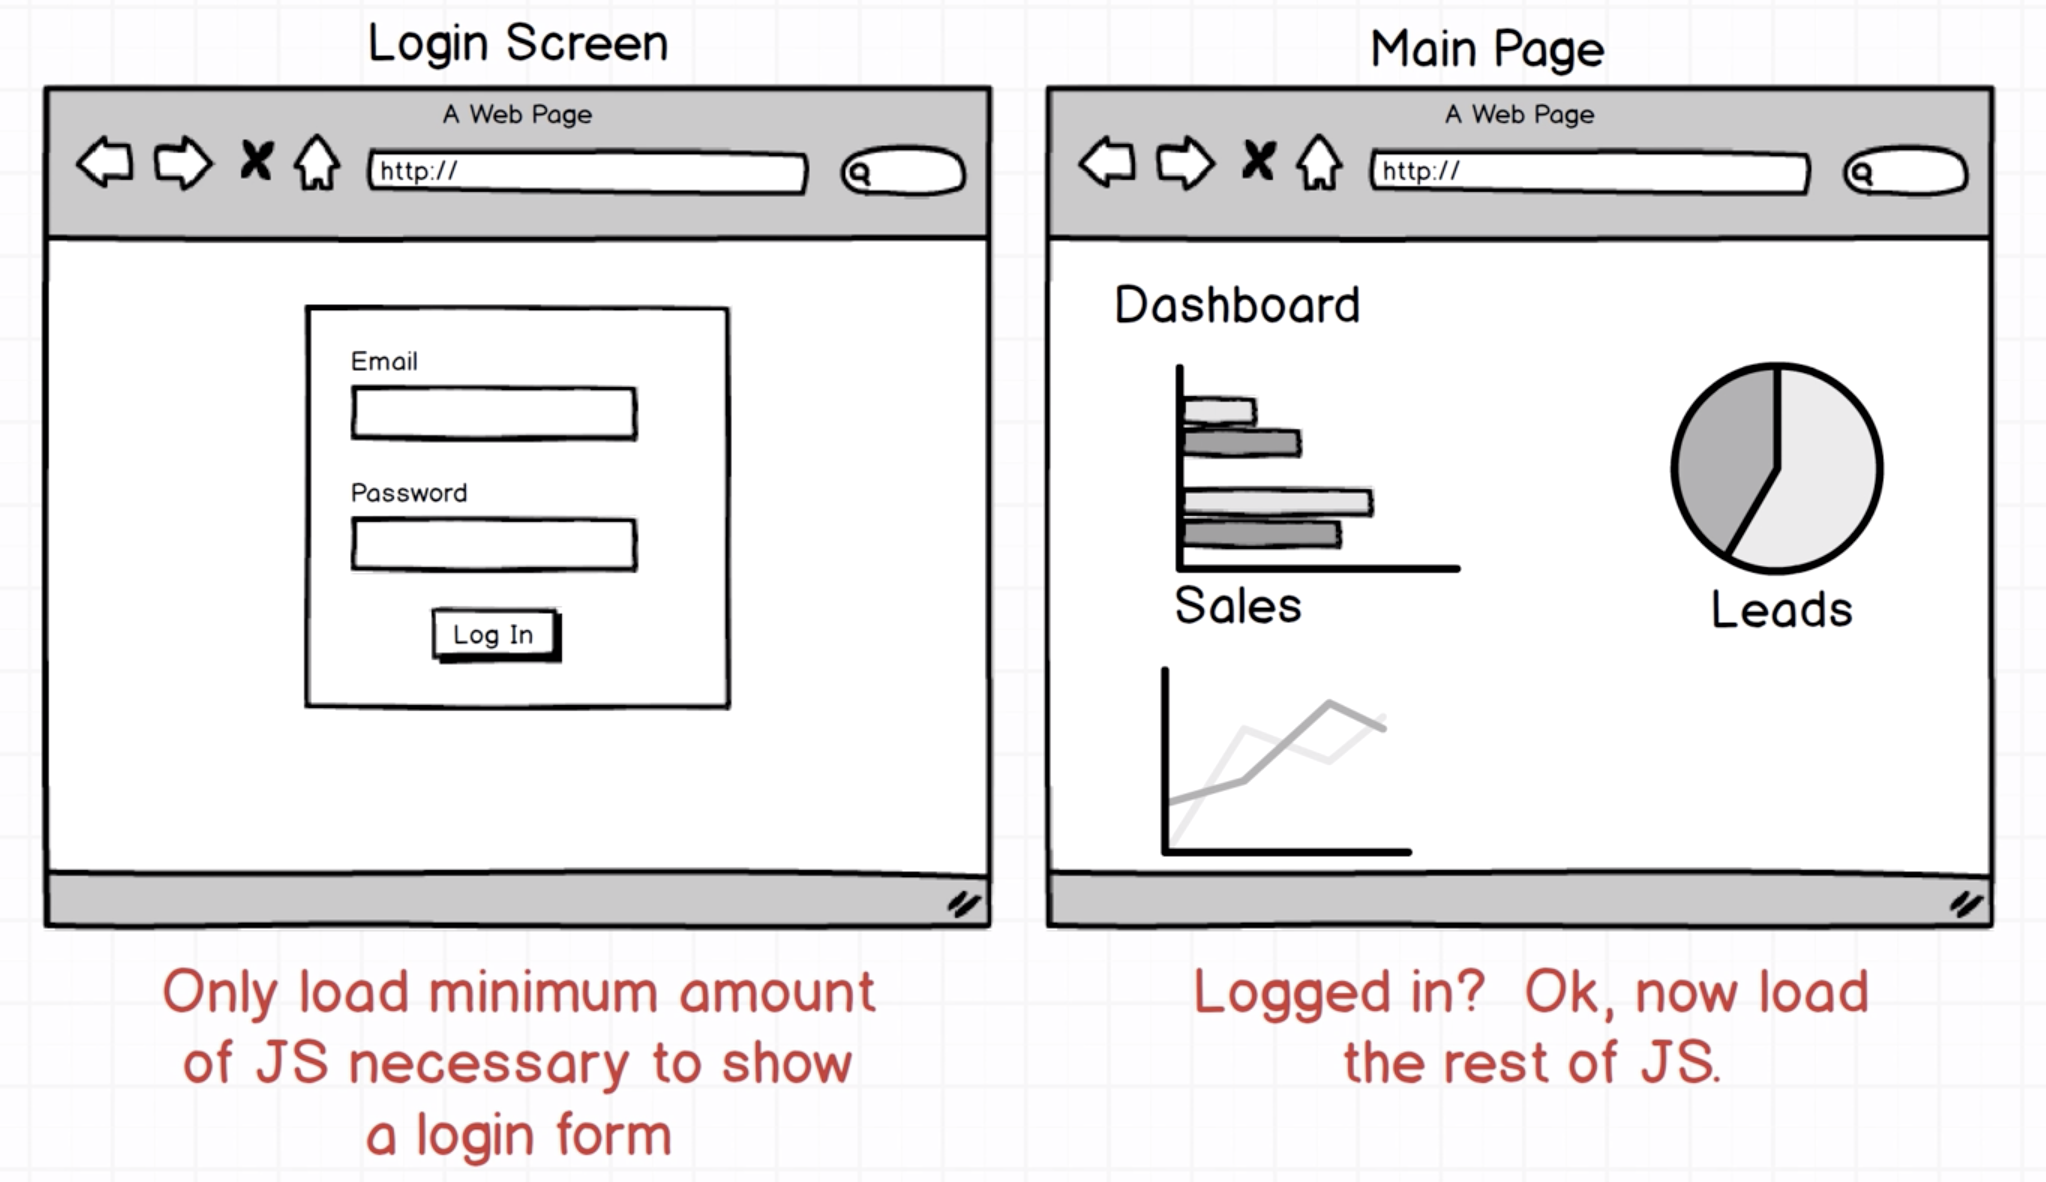 Login Screen
A Web Page
http://
Email
Password
Log In
Only load minimum amount
of JS necessary to show
a login form
Main Page
A Web Page
http://
Dashboard
Sales
Leads
Logged in? Ok, now load
the rest of JS.